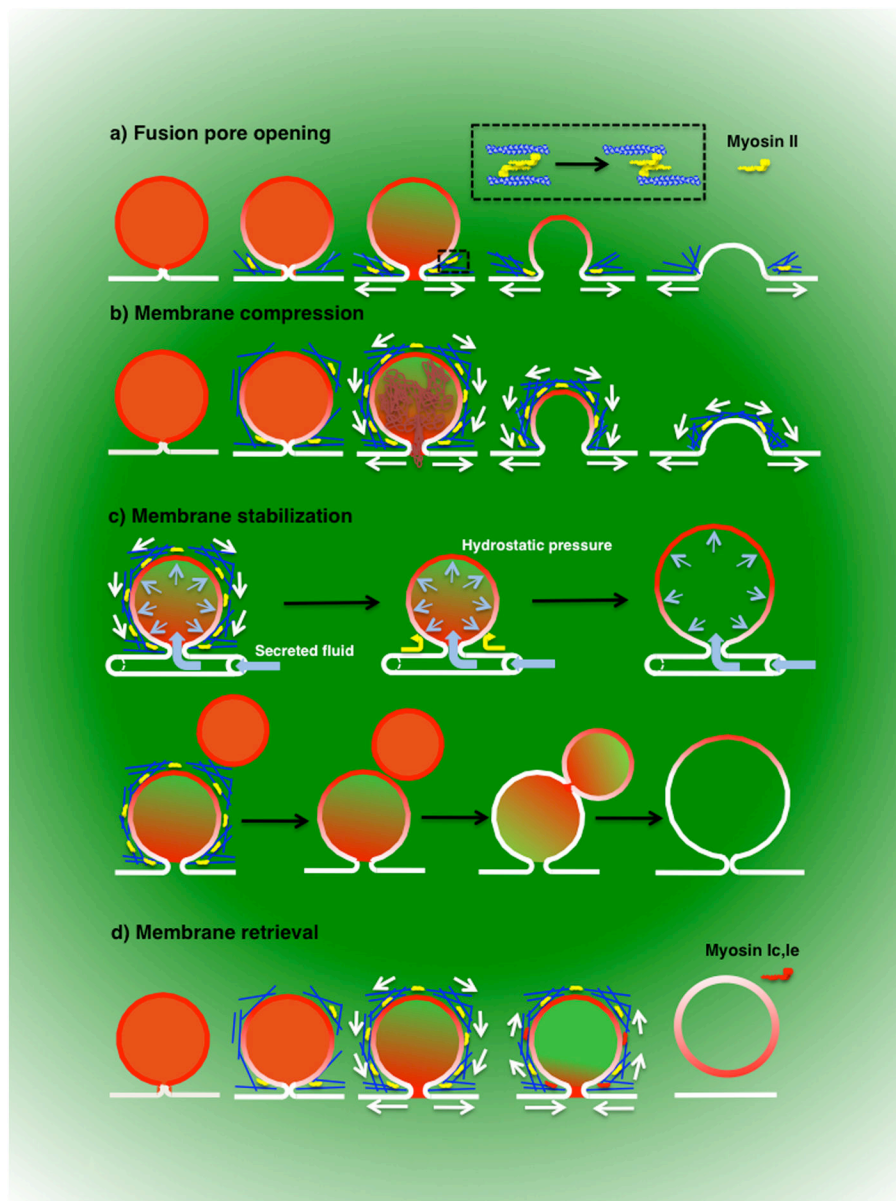 a) Fusion pore opening
Myosin II
b) Membrane compression
c) Membrane stabilization
Hydrostatic pressure
Secreted fluid
d) Membrane retrieval
Myosin Ic,Ie